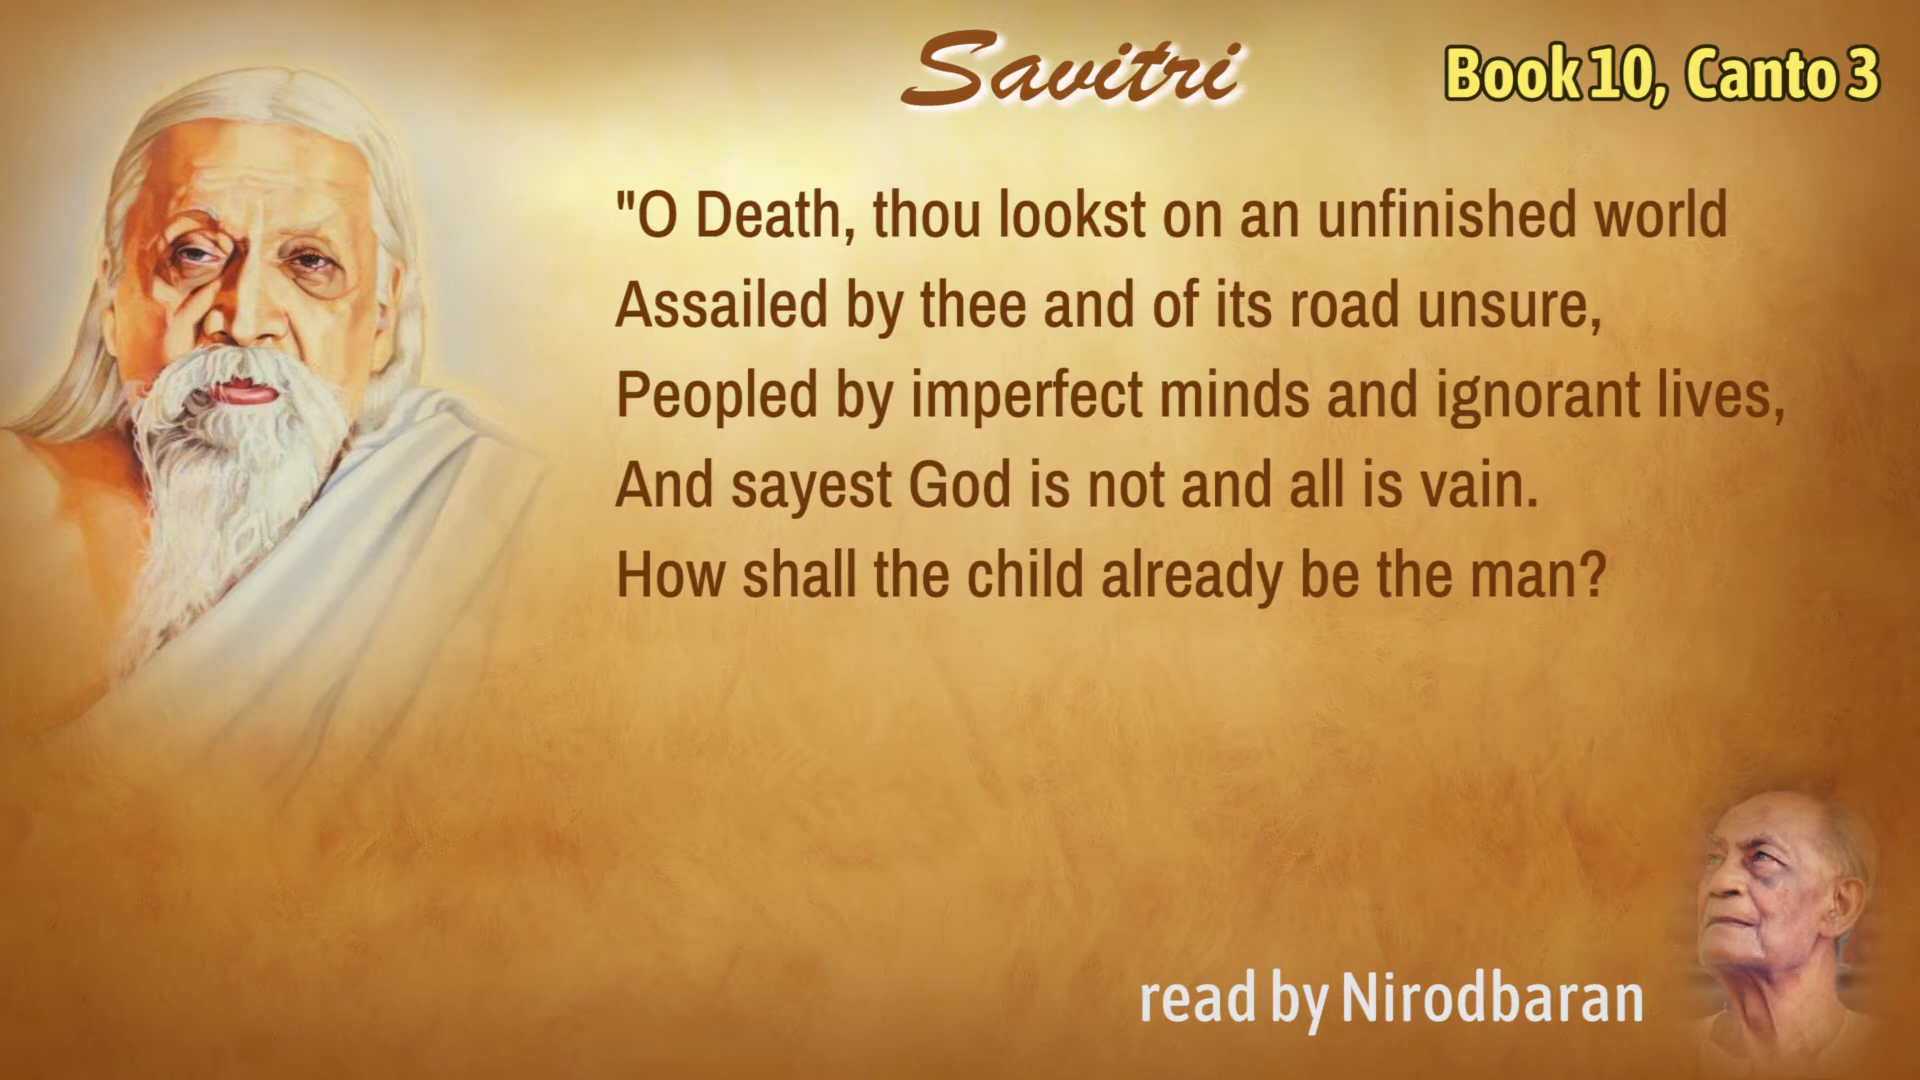 Savitri
Book 10, Canto 3
"O Death, thou lookst on an unfinished world
Assailed by thee and of its road unsure,
Peopled by imperfect minds and ignorant lives,
And sayest God is not and all is vain.
How shall the child already be the man?
read by Nirodbaran